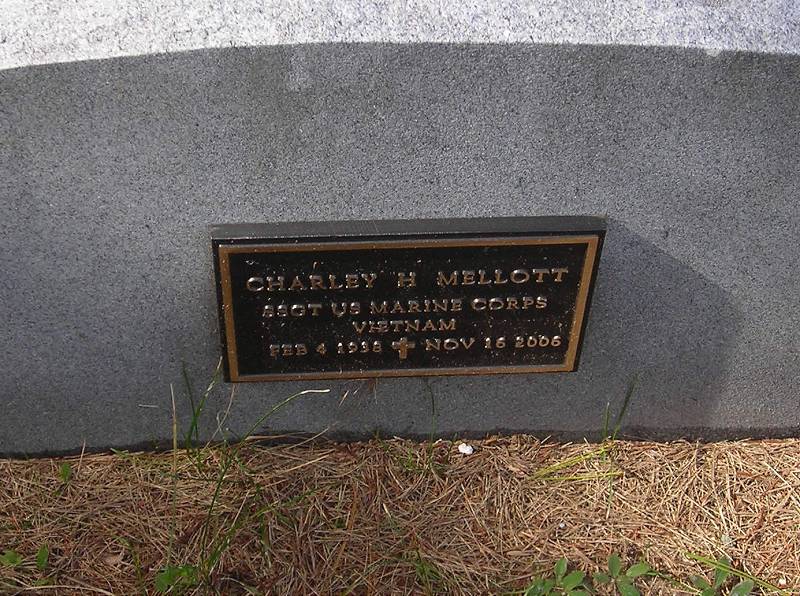 CHARLEY H MELLOTT
SSGT US MARINE CORPS
VIETNAM
FEB 4 1938 ✝ NOV 16 2006